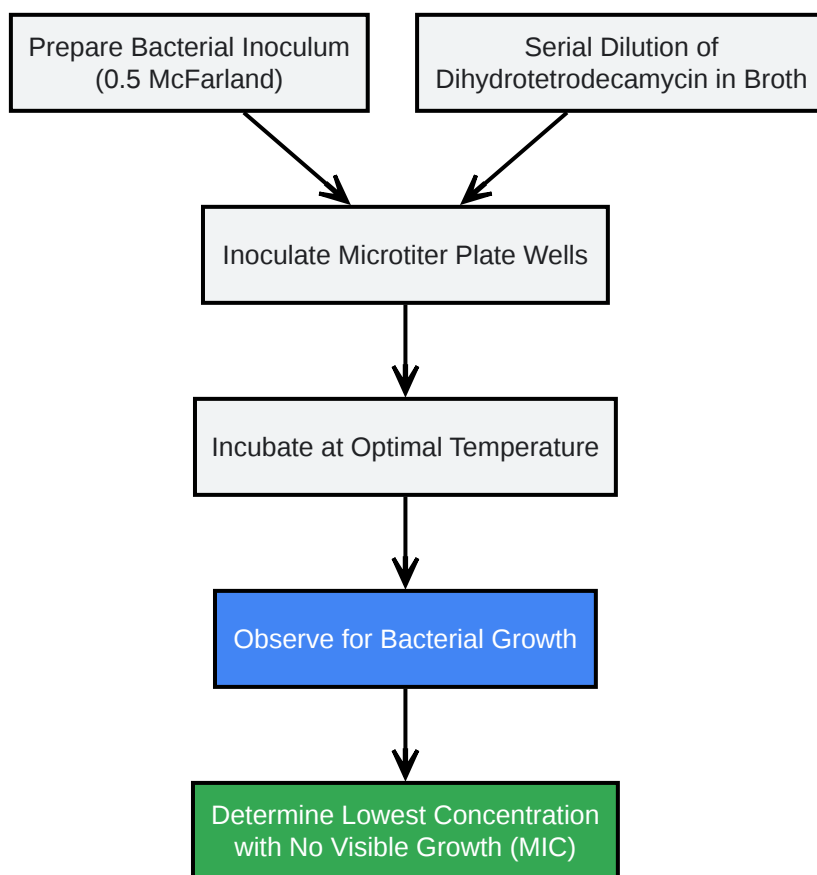 Prepare Bacterial Inoculum
(0.5 McFarland)
Serial Dilution of
Dihydrotetrodecamycin in Broth
Inoculate Microtiter Plate Wells
Incubate at Optimal Temperature
Observe for Bacterial Growth
Determine Lowest Concentration
with No Visible Growth (MIC)